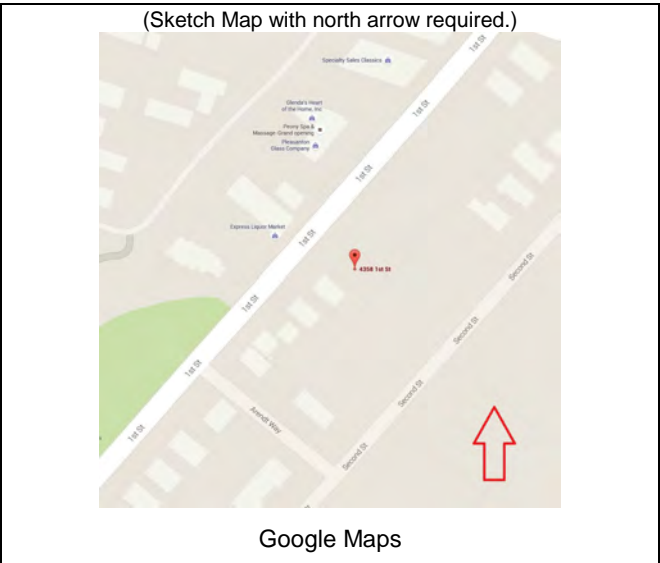 (Sketch Map with north arrow required.)
1st St
Specialty Sales Classics
1st St
Glenda's Heart
of the Home, Inc
Peony Spa &
Massage-Grand opening
Pleasanton
Glass Company
1st St
Express Liquor Market
1st St
4358 1st St
1st St
Second St
Second St
1st St
Second St
Arendt Way
1st St
Second St
Google Maps